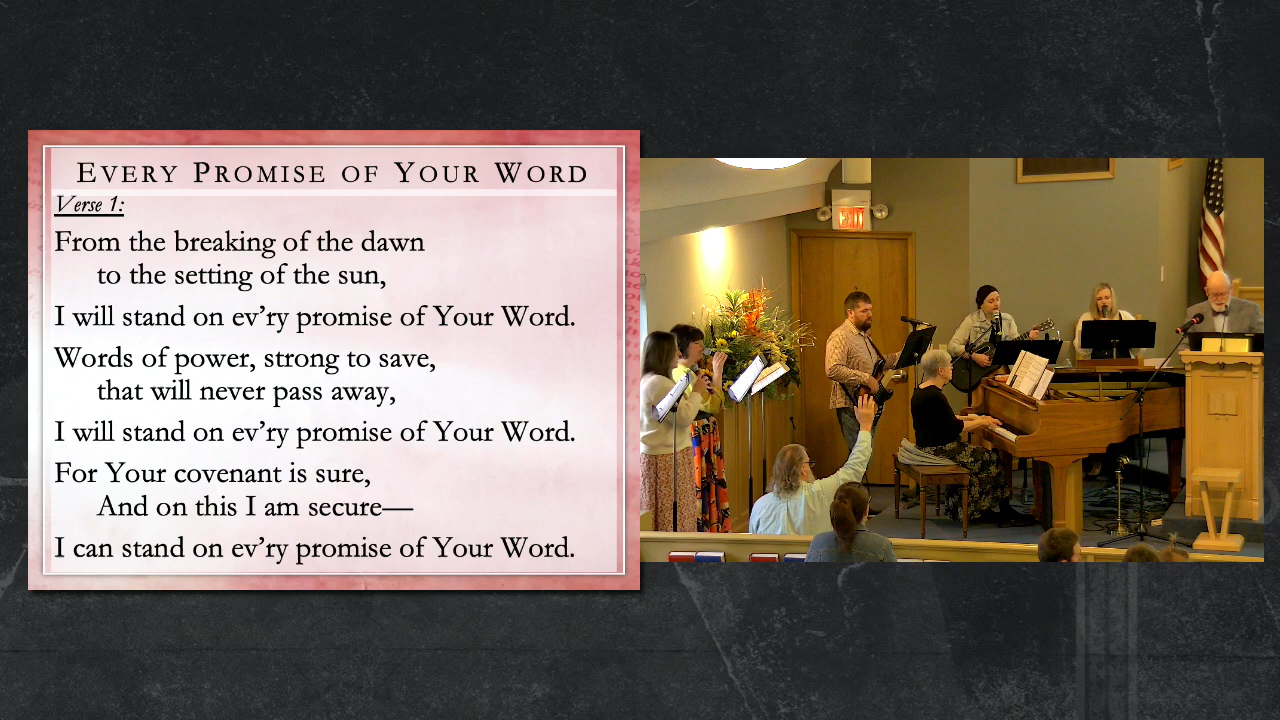 Every Promise of Your Word
Verse 1:
From the breaking of the dawn
to the setting of the sun,
I will stand on ev’ry promise of Your Word.
Words of power, strong to save,
that will never pass away,
I will stand on ev’ry promise of Your Word.
For Your covenant is sure,
And on this I am secure—
I can stand on ev’ry promise of Your Word.
EXIT